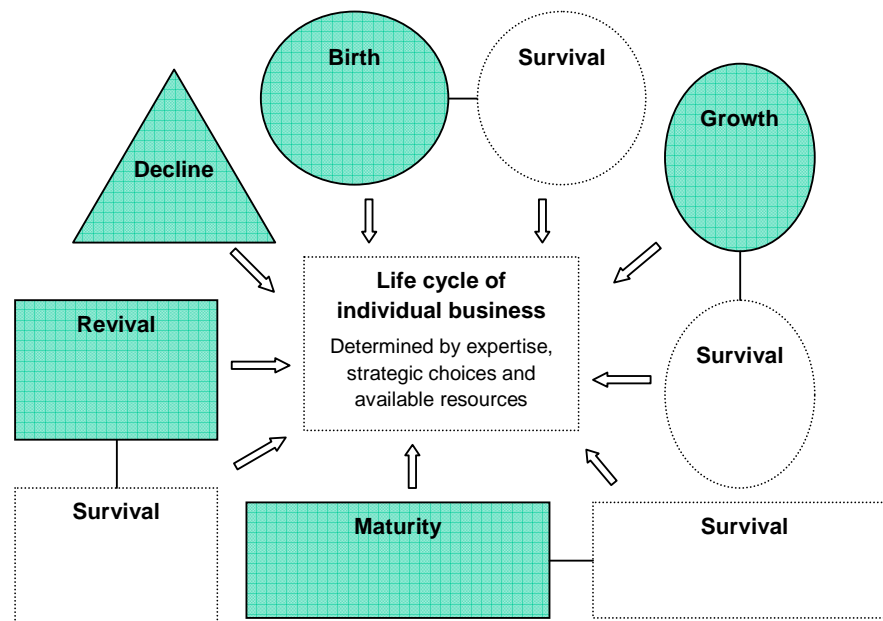 Birth
Survival
Growth
Decline
Life cycle of
individual business
Determined by expertise,
strategic choices and
available resources
Revival
Survival
Survival
Maturity
Survival